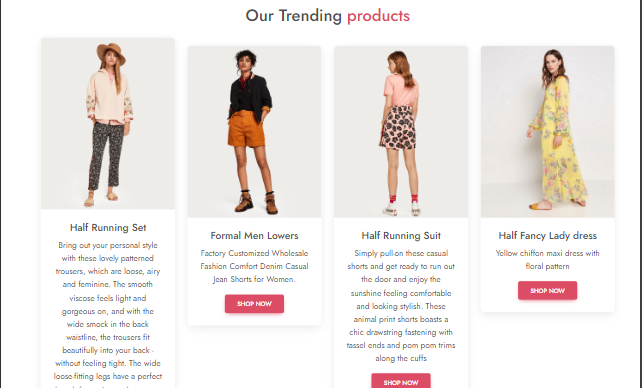 Our Trending products
Half Running Set
Bring out your personal style
with these lovely patterned
trousers, which are loose, airy
and feminine. The smooth
viscose feels light and
gorgeous on, and with the
wide smock in the back
waistline, the trousers fit
beautifully into your back -
without feeling tight. The wide
loose-fitting legs have a perfect
Formal Men Lowers
Factory Customized Wholesale
Fashion Comfort Denim Casual
Jean Shorts for Women.
SHOP NOW
Half Running Suit
Simply pull-on these casual
shorts and get ready to run out
the door and enjoy the
sunshine feeling comfortable
and looking stylish. These
animal print shorts boasts a
chic drawstring fastening with
tassel ends and pom pom trims
along the cuffs
SHOP NOW
Half Fancy Lady dress
Yellow chiffon maxi dress with
floral pattern
SHOP NOW